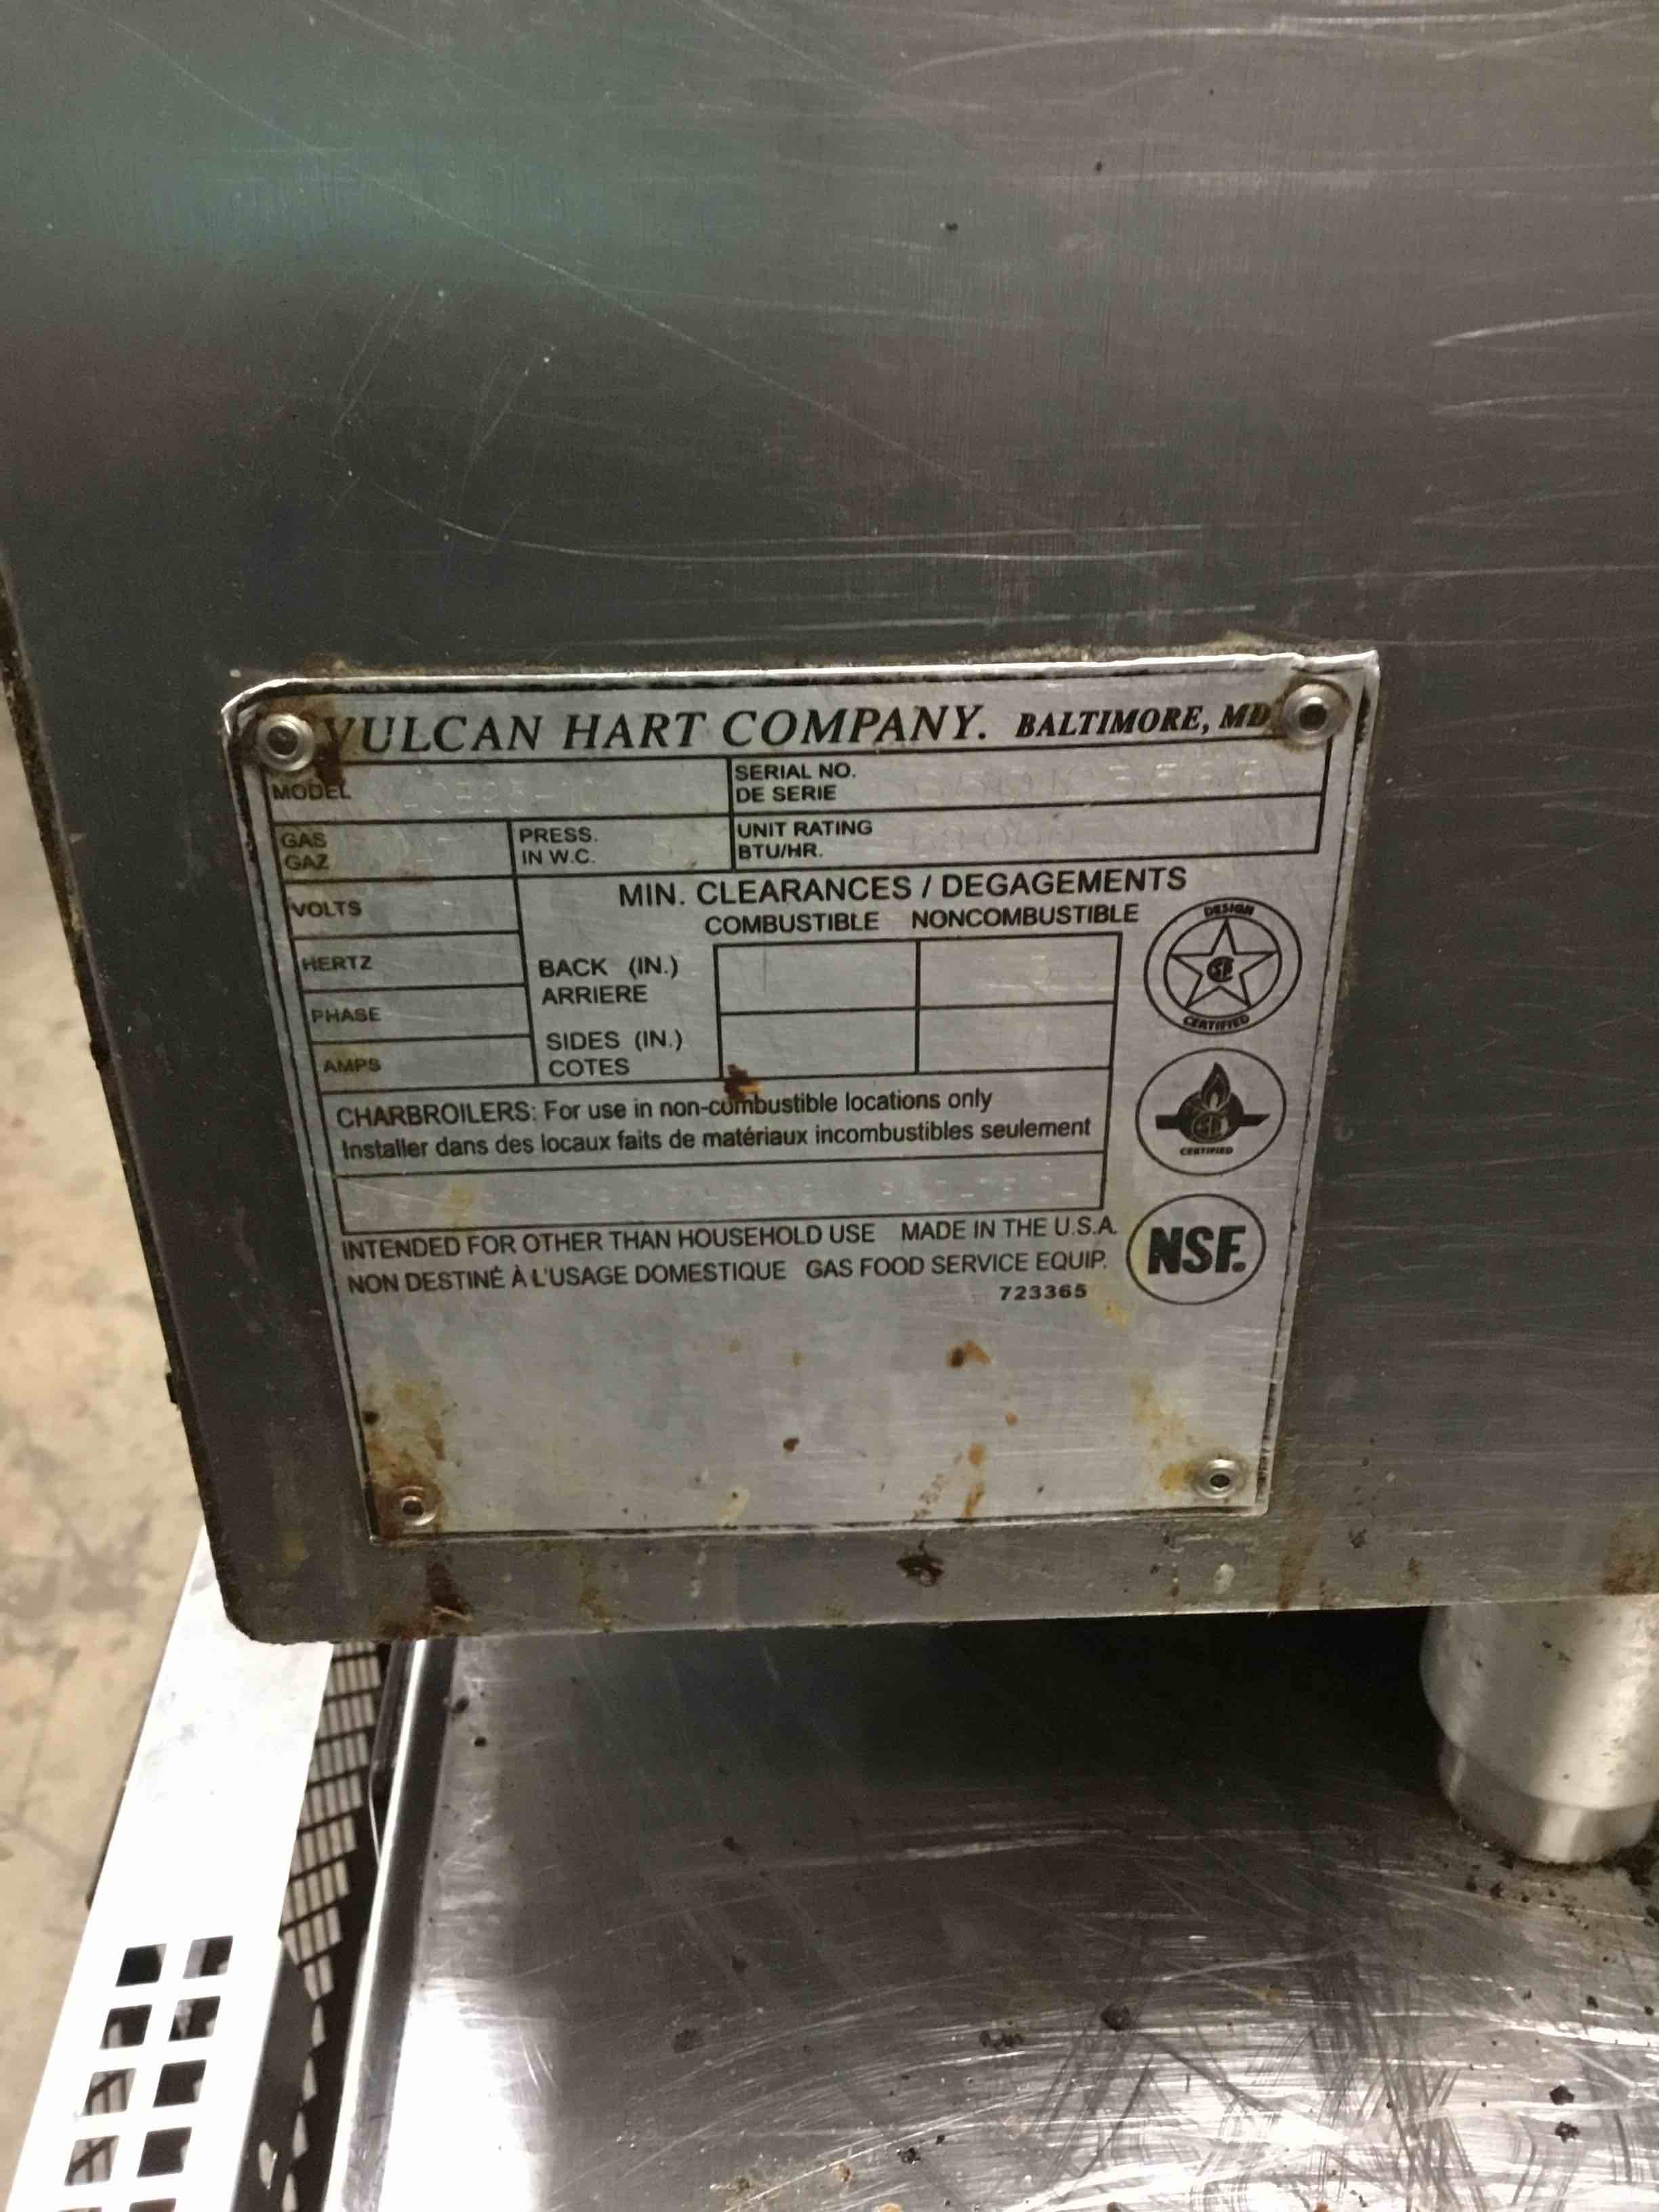 VULCAN HART COMPANY. BALTIMORE, MD
MODEL
SERIAL NO.
DE SERIE
GAS
GAZ
PRESS.
IN W.C.
UNIT RATING
BTU/HR.
VOLTS
HERTZ
PHASE
AMPS
MIN. CLEARANCES / DEGAGEMENTS
COMBUSTIBLE NONCOMBUSTIBLE
BACK (IN.)
ARRIERE
SIDES (IN.)
COTES
DESIGN
CERTIFIED
CERTIFIED
CHARBROILERS: For use in non-combustible locations only
Installer dans des locaux faits de matériaux incombustibles seulement
INTENDED FOR OTHER THAN HOUSEHOLD USE MADE IN THE U.S.A.
NON DESTINÉ À L'USAGE DOMESTIQUE GAS FOOD SERVICE EQUIP.
723365
NSF.